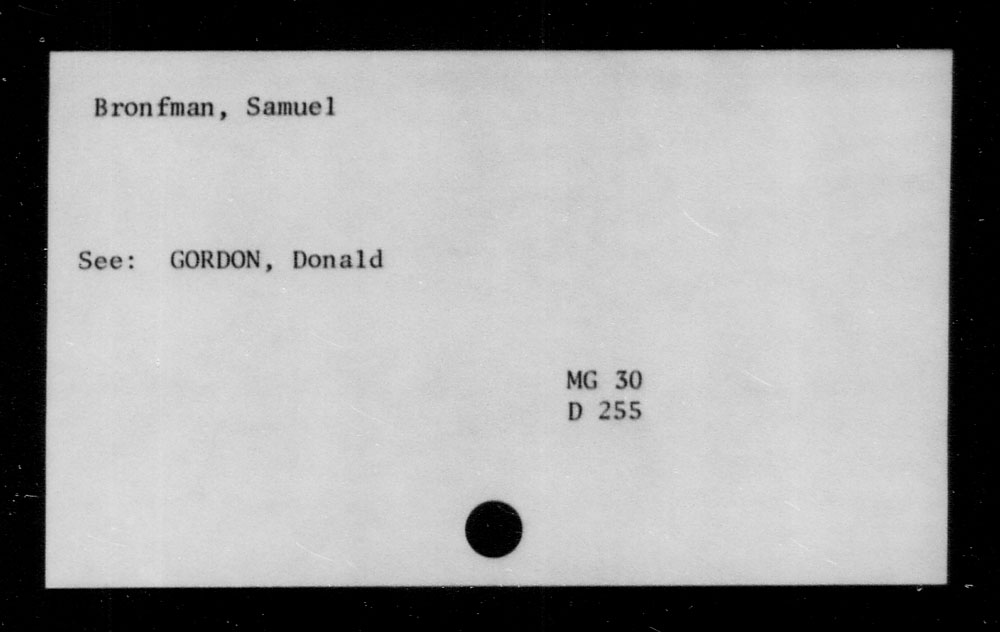 Bronfman, Samuel
See: GORDON, Donald
MG 30
D 255